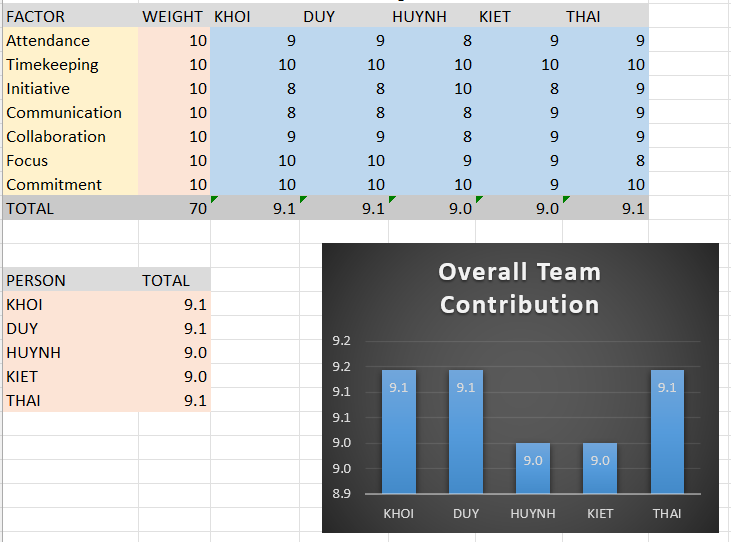 FACTOR WEIGHT KHOI DUY HUYNH KIET THAI
Attendance 10 9 9 8 9 9
Timekeeping 10 10 10 10 10 10
Initiative 10 8 8 10 8 9
Communication 10 8 8 8 9 9
Collaboration 10 9 9 8 9 9
Focus 10 10 10 9 9 8
Commitment 10 10 10 10 9 10
TOTAL 70 9.1 9.1 9.0 9.0 9.1
PERSON TOTAL
KHOI 9.1
DUY 9.1
HUYNH 9.0
KIET 9.0
THAI 9.1
Overall Team
Contribution
9.2
9.2
9.1
9.1
9.0
9.0
8.9
9.1 9.1 9.0 9.0 9.1
KHOI DUY HUYNH KIET THAI